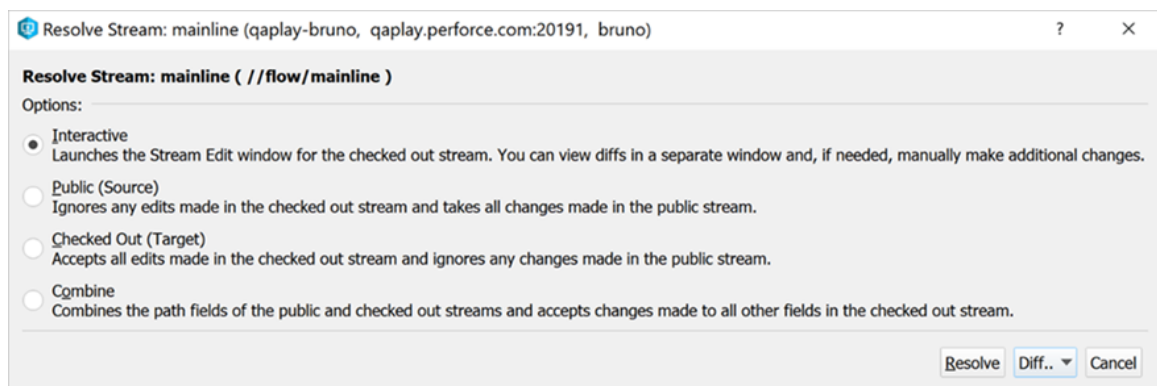 Resolve Stream: mainline (qaplay-bruno, qaplay.perforce.com:20191, bruno)
Resolve Stream: mainline ( //flow/mainline )
Options:
Interactive
Launches the Stream Edit window for the checked out stream. You can view diffs in a separate window and, if needed, manually make additional changes.
Public (Source)
Ignores any edits made in the checked out stream and takes all changes made in the public stream.
Checked Out (Target)
Accepts all edits made in the checked out stream and ignores any changes made in the public stream.
Combine
Combines the path fields of the public and checked out streams and accepts changes made to all other fields in the checked out stream.
Resolve Diff.. Cancel